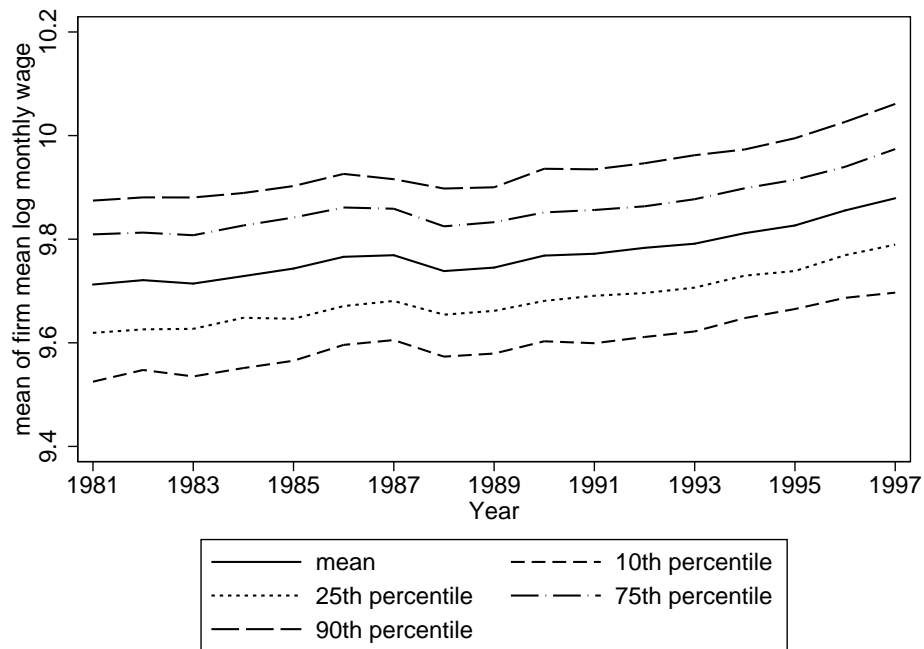 mean of firm mean log monthly wage
10.2
10
9.8
9.6
9.4
1981 1983 1985 1987 1989 1991 1993 1995 1997
Year
mean 10th percentile
25th percentile 75th percentile
90th percentile